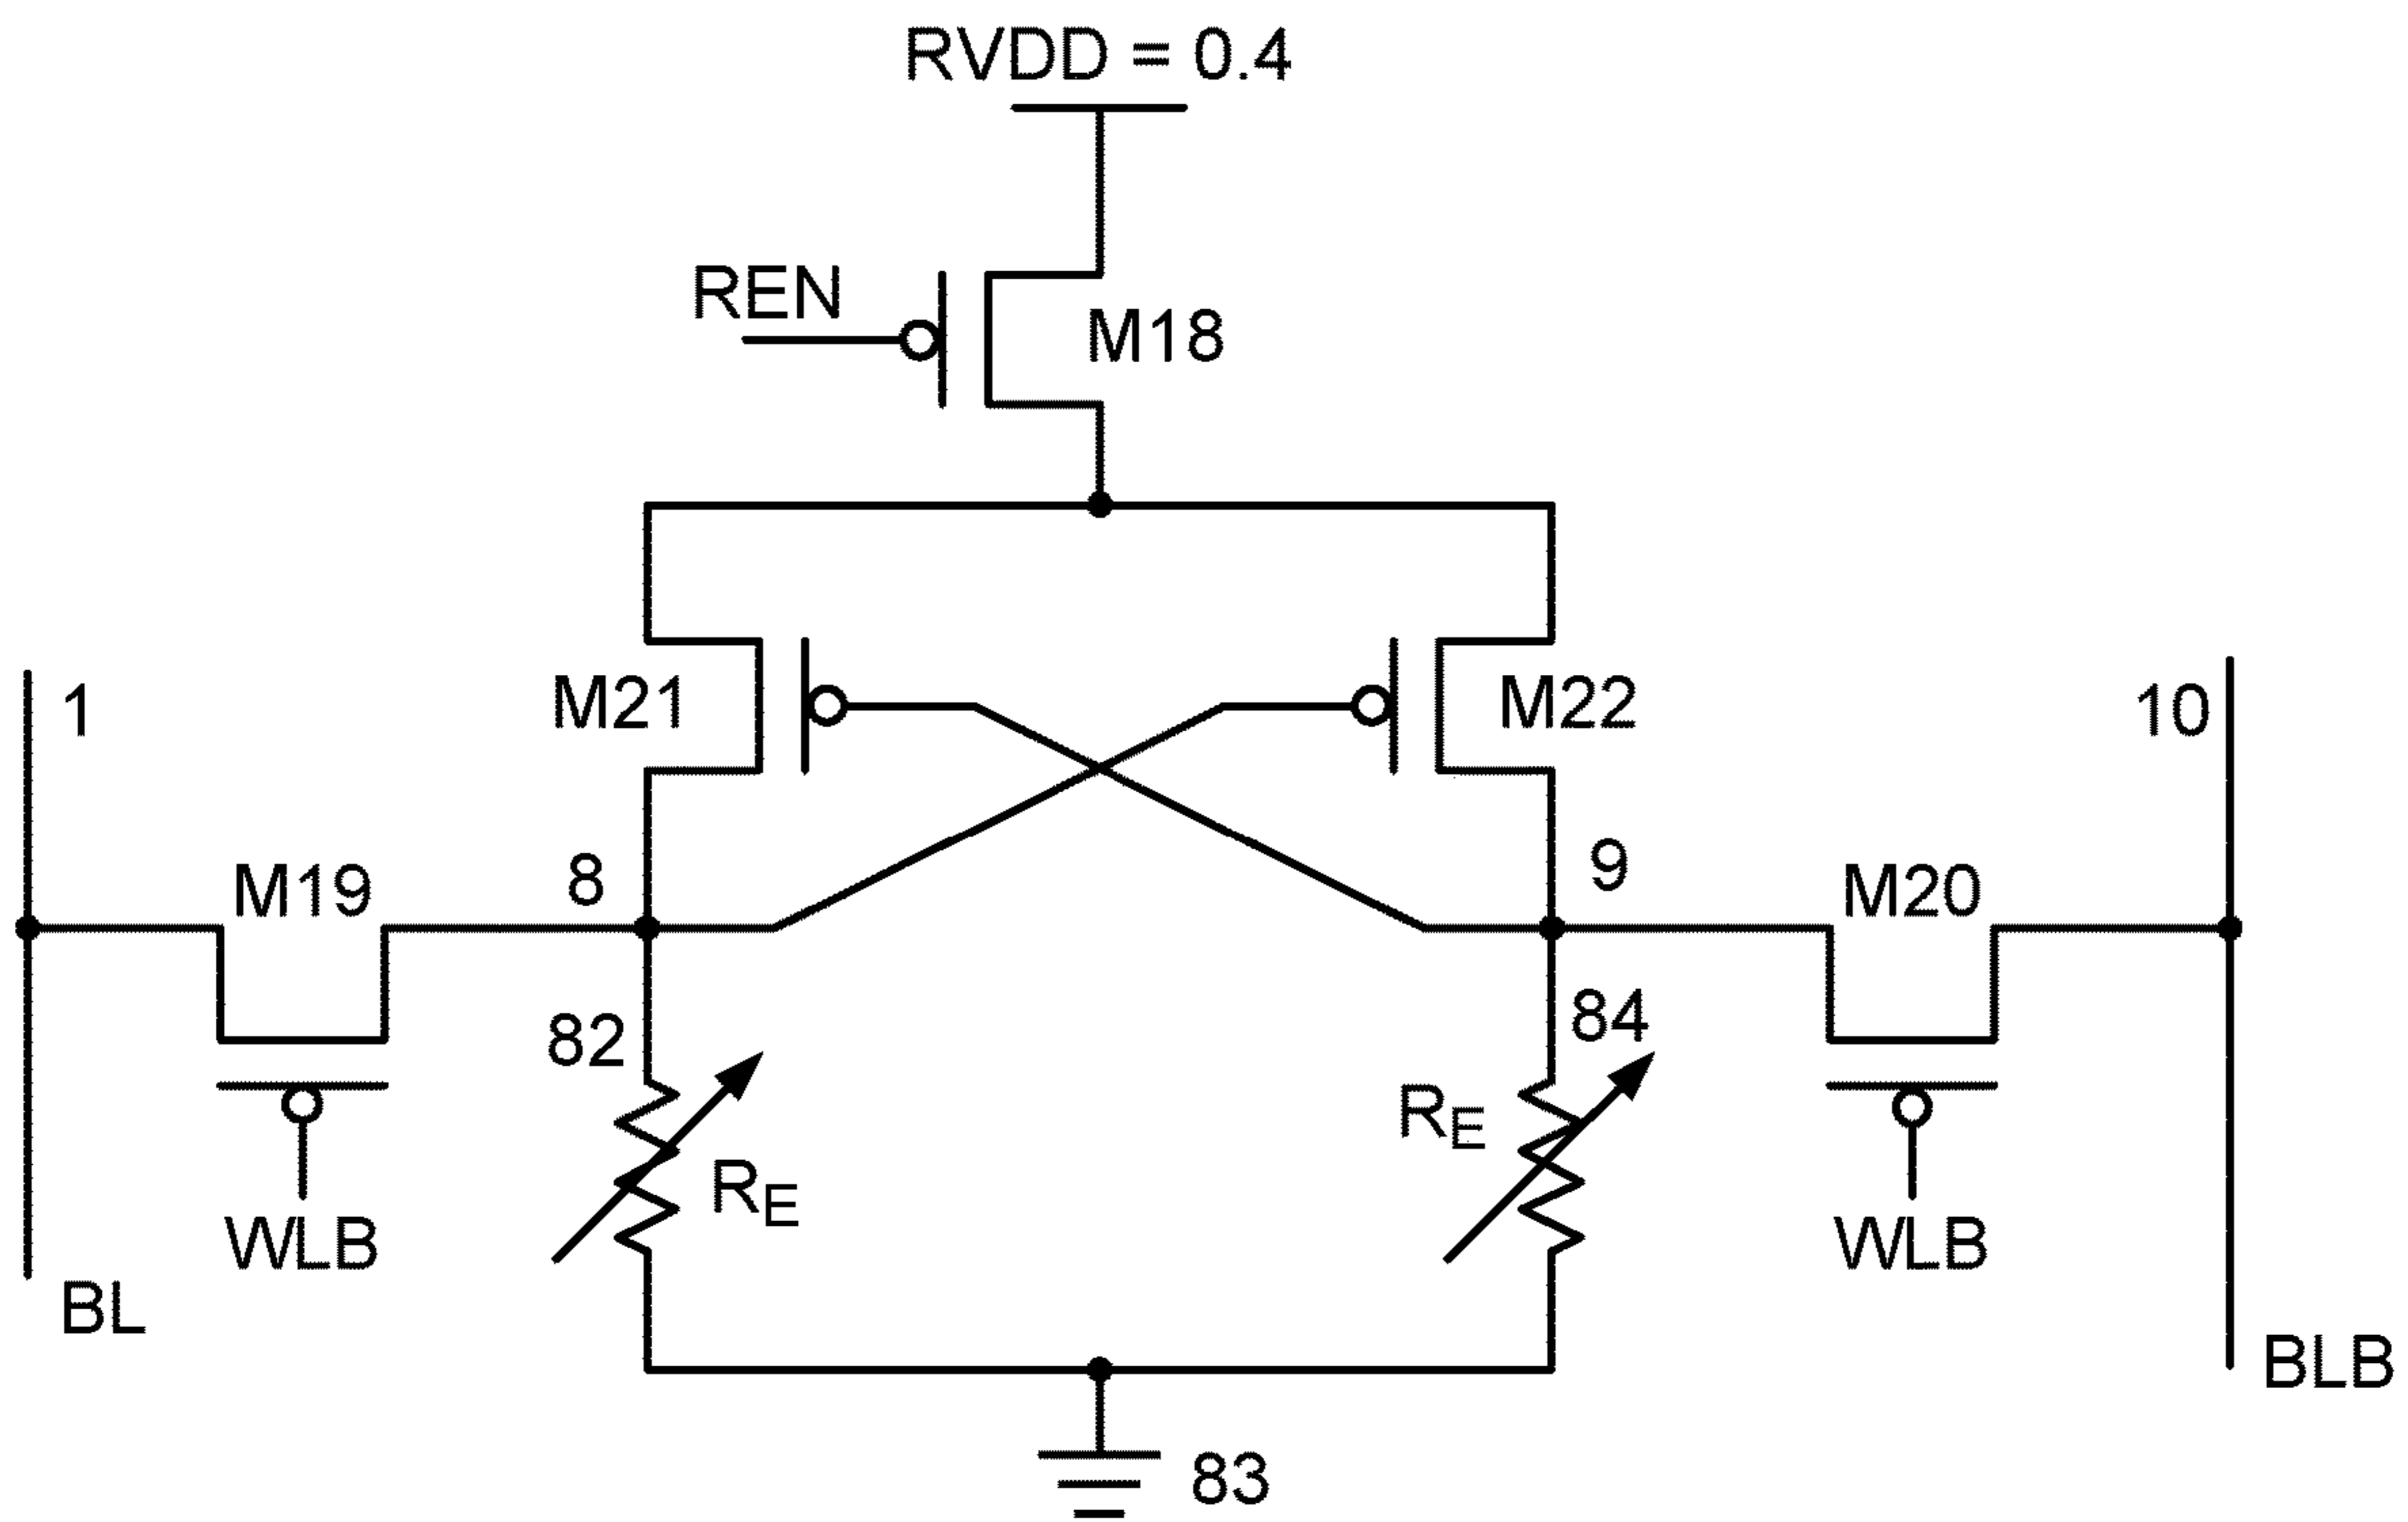 RVDD = 0.4
REN
M18
1
M21
M22
10
M19
8
9
M20
82
84
RE
RE
WLB
WLB
BL
BLB
83